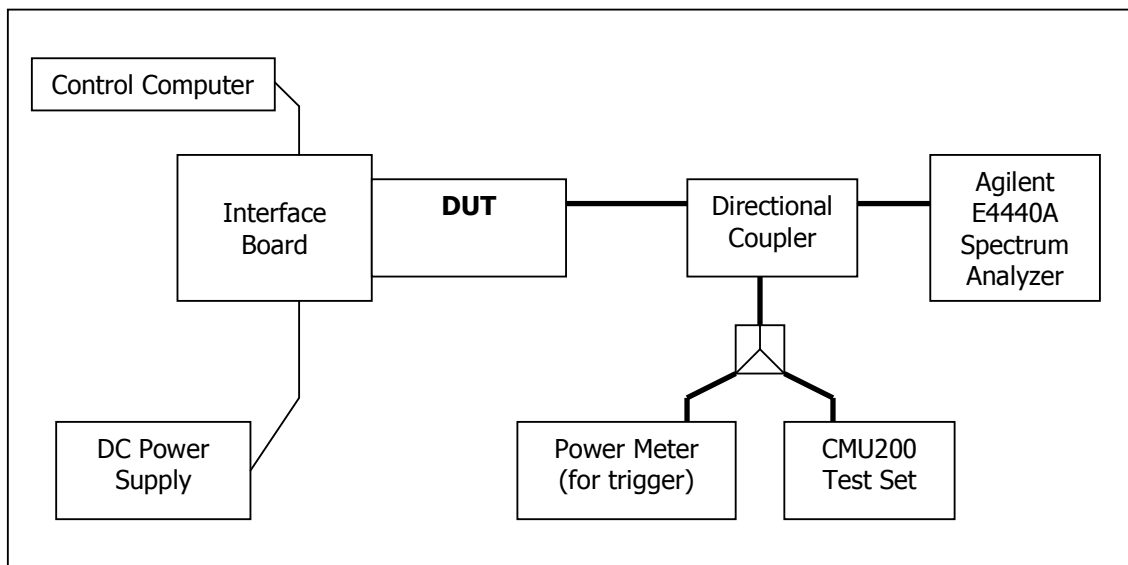 Control Computer
Interface
Board
DUT
Directional
Coupler
Agilent
E4440A
Spectrum
Analyzer
DC Power
Supply
Power Meter
(for trigger)
CMU200
Test Set